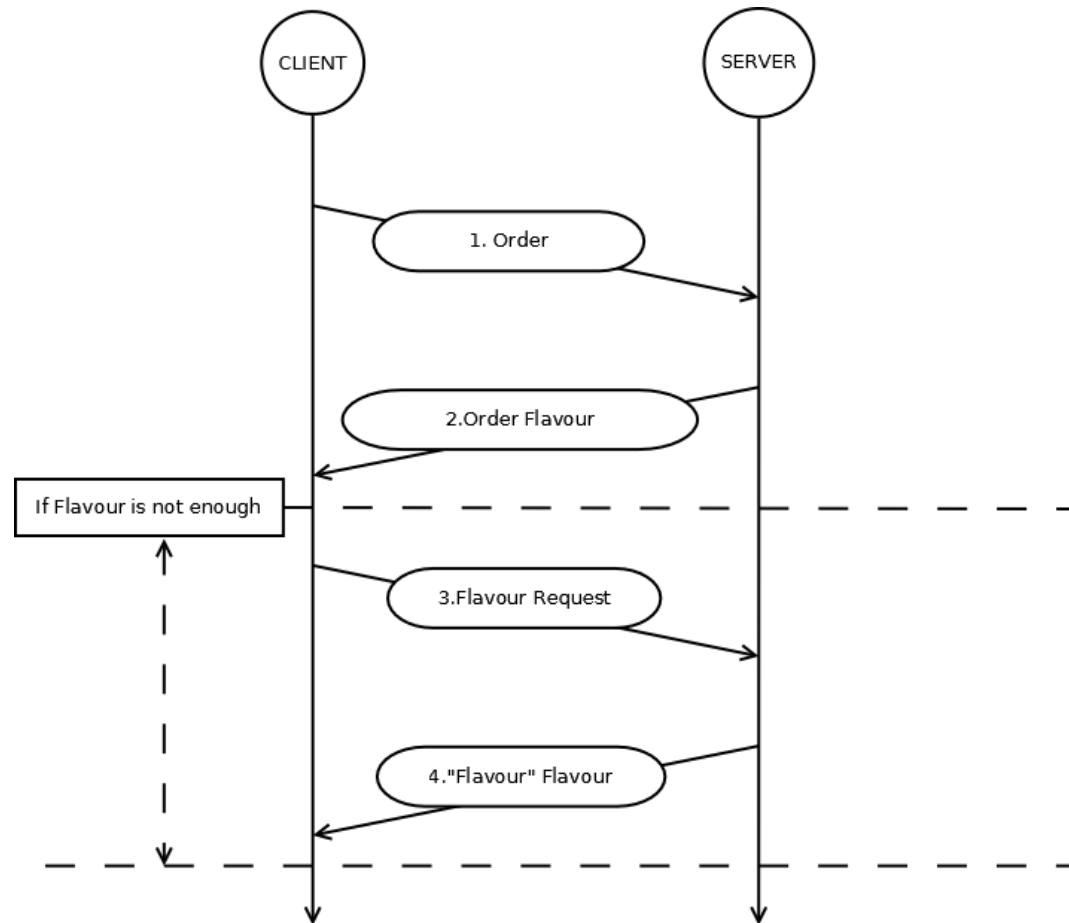 CLIENT
SERVER
1. Order
2.Order Flavour
If Flavour is not enough
3.Flavour Request
4."Flavour" Flavour